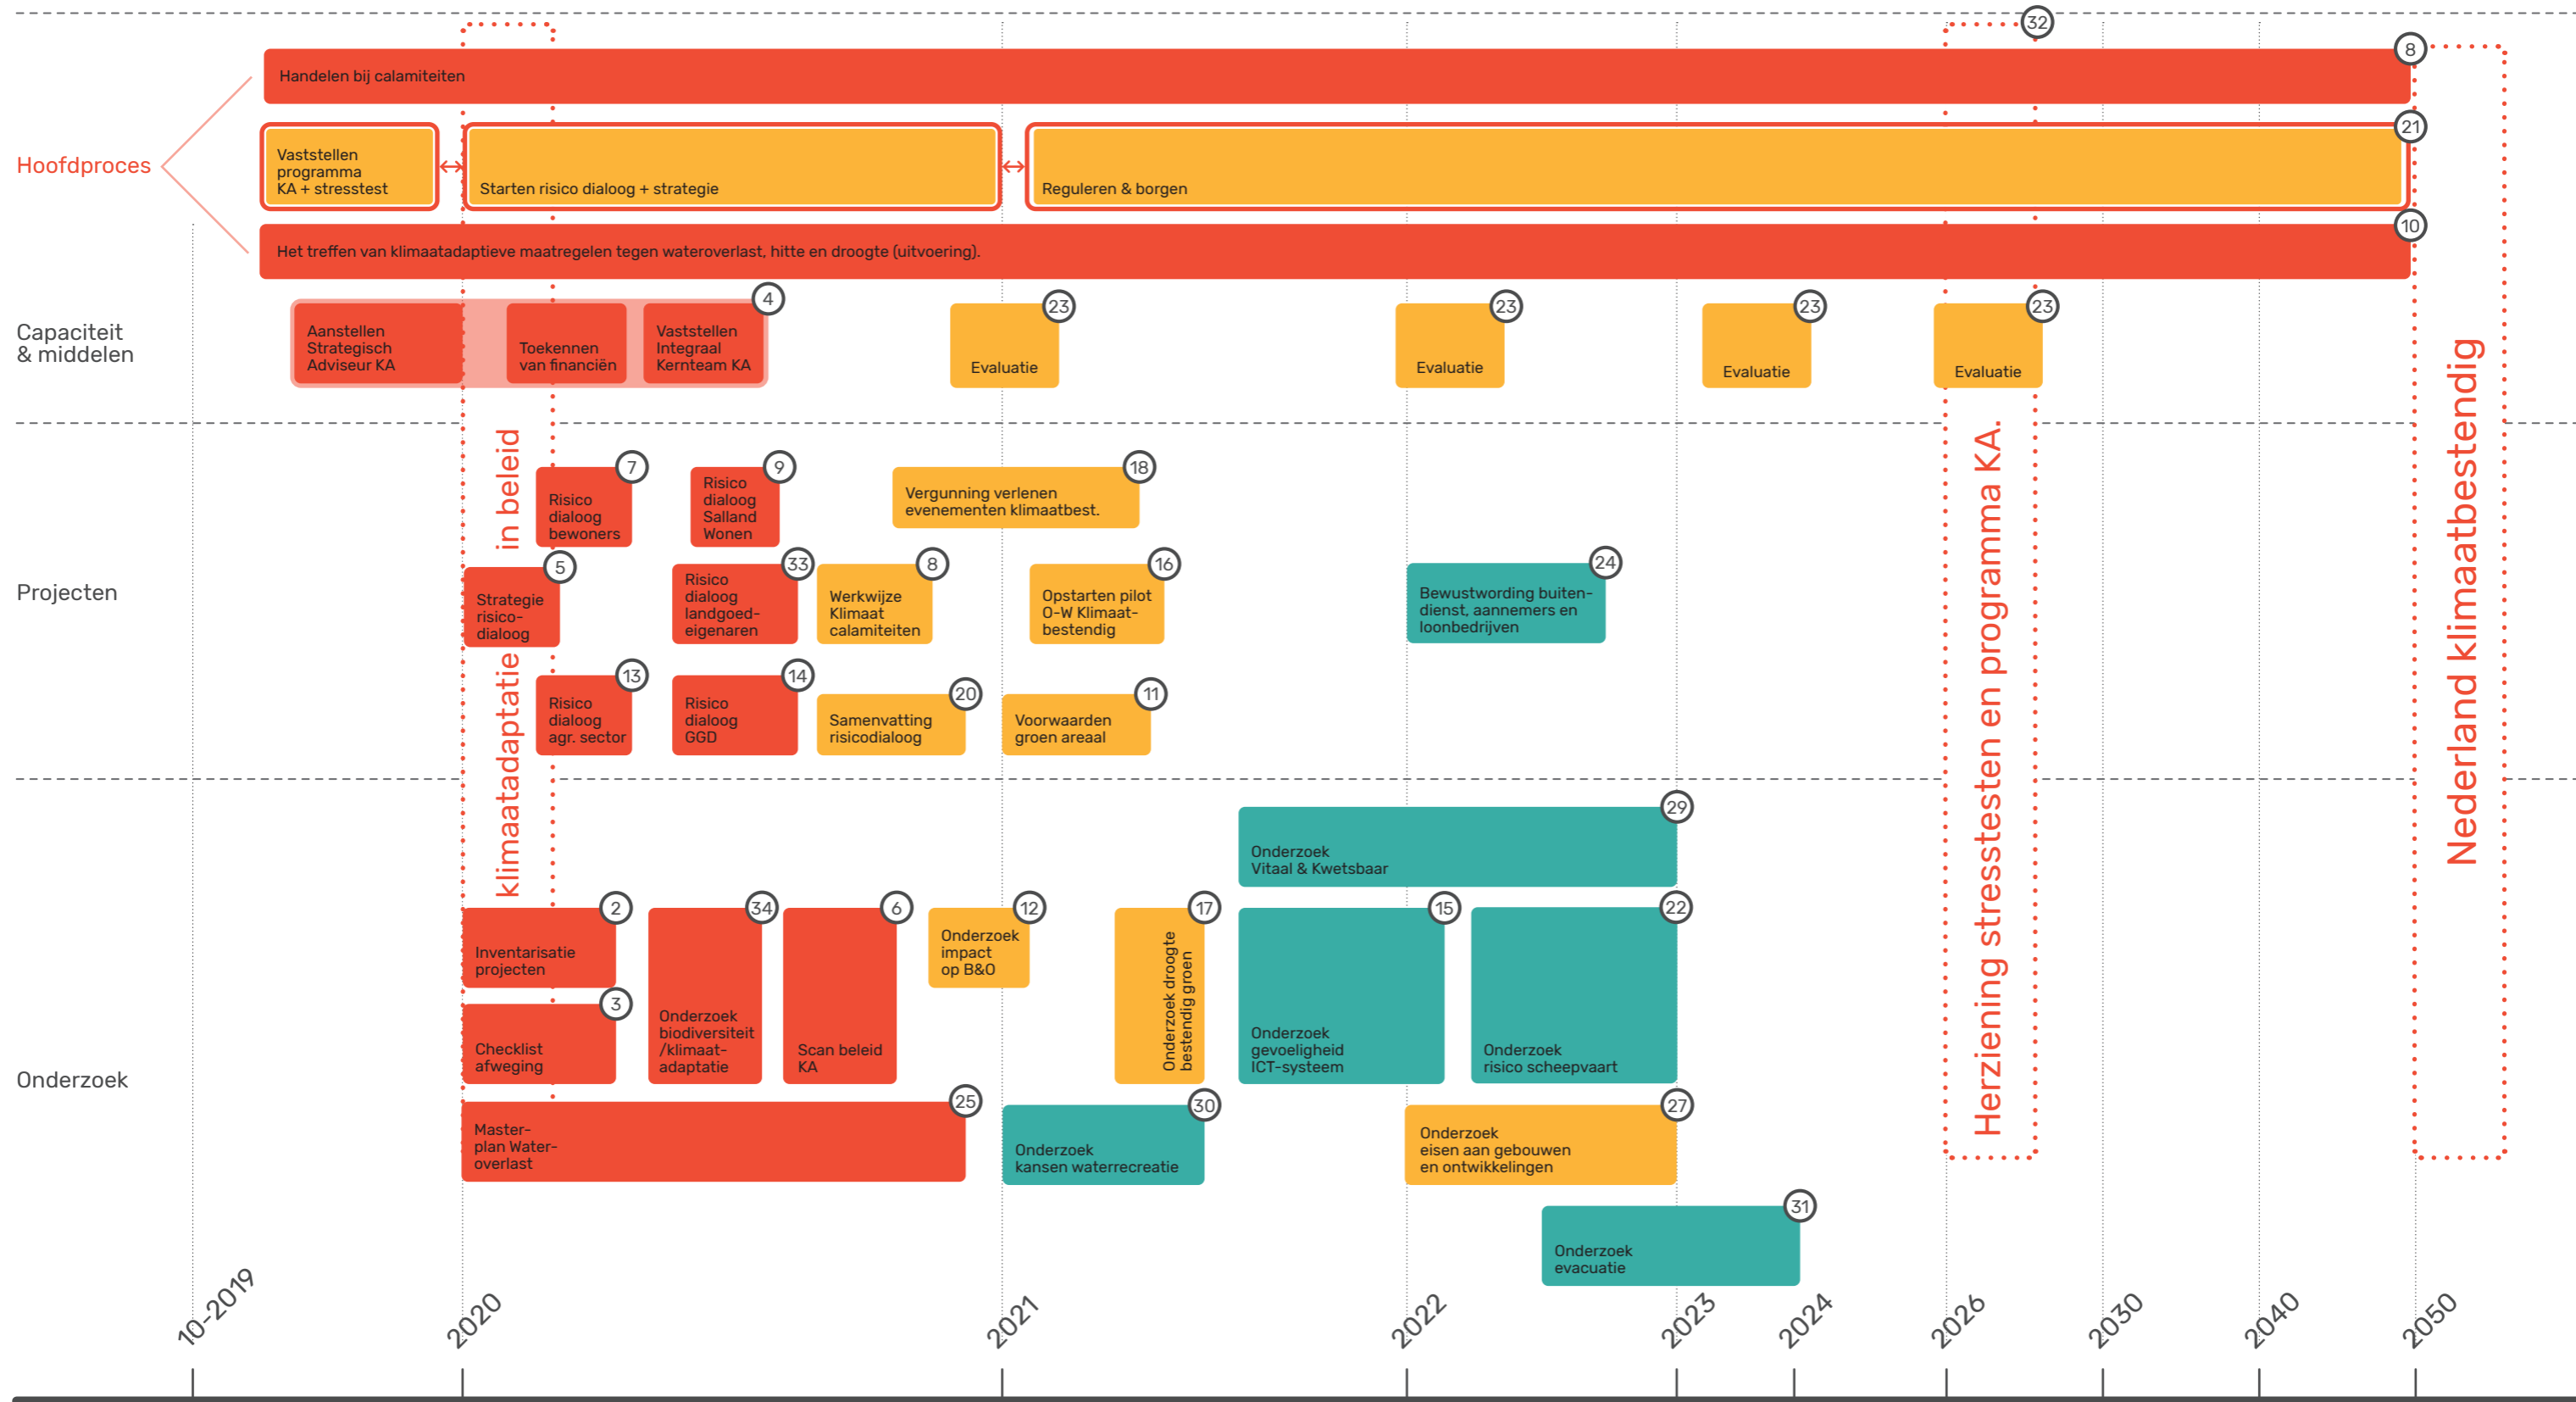 32
8
Handelen bij calamiteiten
Hoofdproces
21
Vaststellen
programma
KA + stresstest
Starten risico dialoog + strategie
Reguleren & borgen
10
Het treffen van klimaatadaptieve maatregelen tegen wateroverlast, hitte en droogte (uitvoering).
Capaciteit
& middelen
4
Aanstellen
Strategisch
Adviseur KA
Toekennen
van financiën
Vaststellen
Integraal
Kernteam KA
23
Evaluatie
23
Evaluatie
23
Evaluatie
23
Evaluatie
klimaatadaptatie in beleid
Herziening stresstesten en programma KA.
Nederland klimaatbestendig
Projecten
7
Risico
dialoog
bewoners
9
Risico
dialoog
Salland
Wonen
18
Vergunning verlenen
evenementen klimaatbest.
5
Strategie
risico-
dialoog
33
Risico
dialoog
landgoed-
eigenaren
8
Werkwijze
Klimaat
calamiteiten
16
Opstarten pilot
O-W Klimaat-
bestendig
24
Bewustwording buiten-
dienst, aannemers en
loonbedrijven
13
Risico
dialoog
agr. sector
14
Risico
dialoog
GGD
20
Samenvatting
risicodialoog
11
Voorwaarden
groen areaal
Onderzoek
29
Onderzoek
Vitaal & Kwetsbaar
2
Inventarisatie
projecten
3
Checklist
afweging
34
Onderzoek
biodiversiteit
/klimaat-
adaptatie
6
Scan beleid
KA
12
Onderzoek
impact
op B&O
17
Onderzoek droogte
bestendig groen
15
Onderzoek
gevoeligheid
ICT-systeem
22
Onderzoek
risico scheepvaart
25
Master-
plan Water-
overlast
30
Onderzoek
kansen waterrecreatie
27
Onderzoek
eisen aan gebouwen
en ontwikkelingen
31
Onderzoek
evacuatie
10-2019
2020
2021
2022
2023
2024
2026
2030
2040
2050